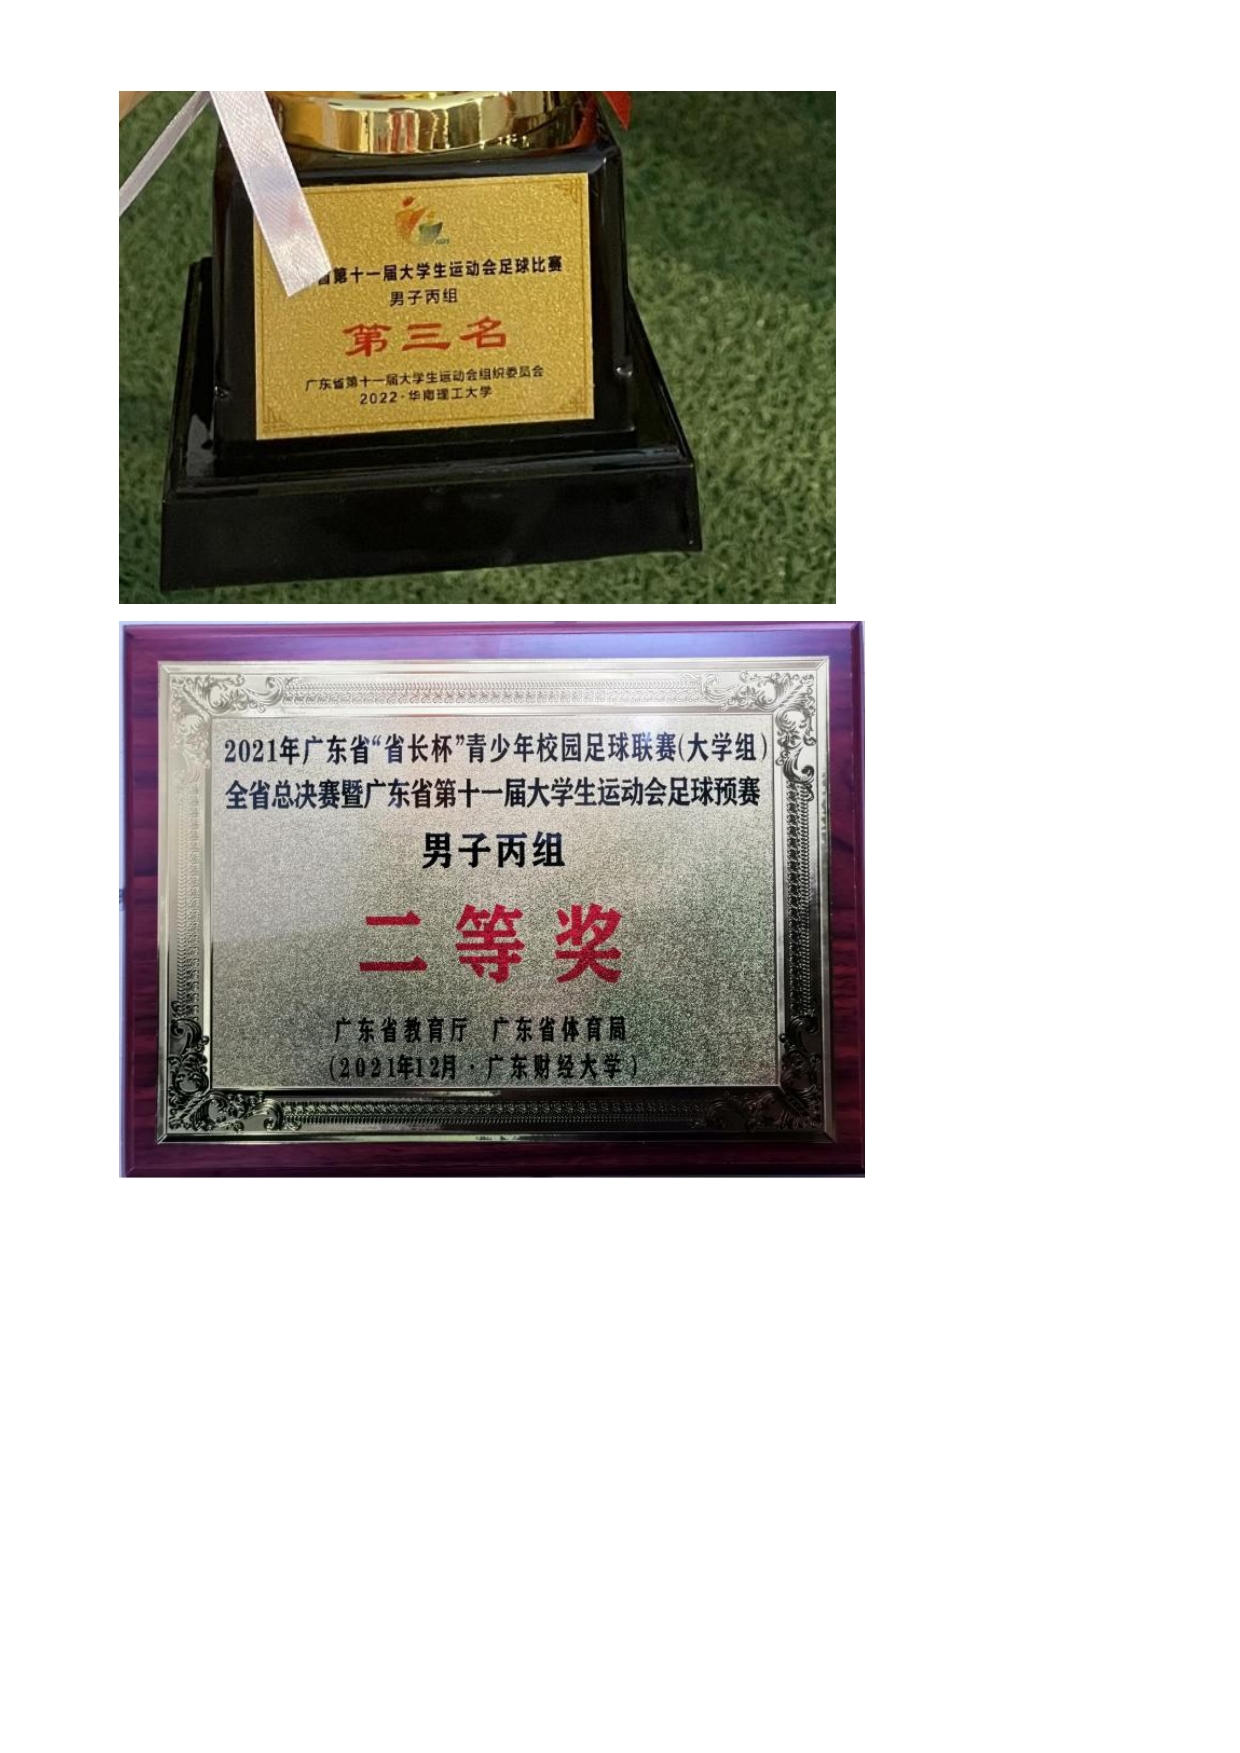 省第十一届大学生运动会足球比赛
男子丙组
第三名
广东省第十一届大学生运动会组织委员会
2022·华南理工大学
2021年广东省“省长杯”青少年校园足球联赛(大学组)
全省总决赛暨广东省第十一届大学生运动会足球预赛
男子丙组
二等奖
广东省教育厅 广东省体育局
(2021年12月·广东财经大学)